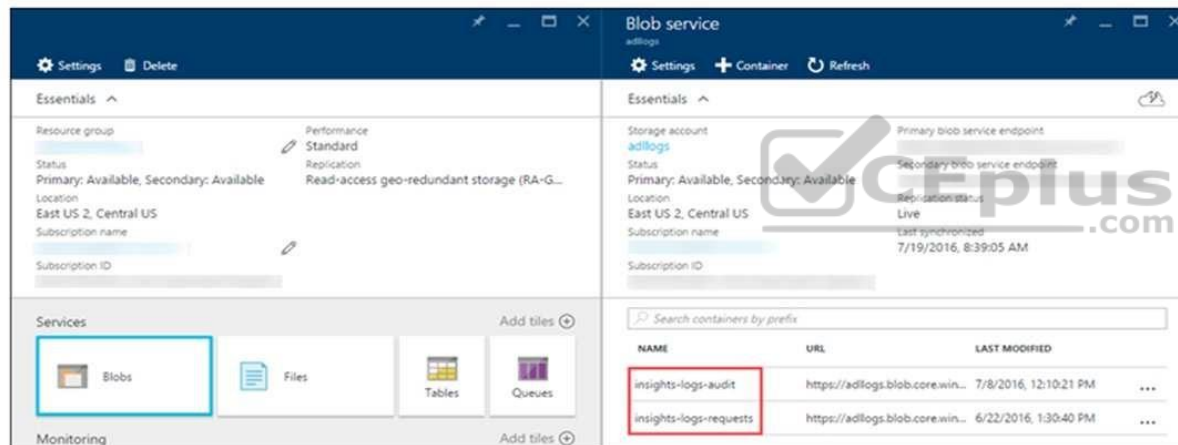 Settings Delete
Essentials
Resource group
Performance
Standard
Status
Primary: Available, Secondary: Available
Replication
Read-access geo-redundant storage (RA-G...
Location
East US 2, Central US
Subscription name
Subscription ID
Services
Add tiles
Blobs
Files
Tables
Queues
Monitoring
Add tiles
Blob service
adllogs
Settings Container Refresh
Essentials
Storage account
adllogs
Primary blob service endpoint
Status
Primary: Available, Secondary: Available
Secondary blob service endpoint
Location
East US 2, Central US
Replication status
Live
Subscription name
Last synchronized
7/19/2016, 8:39:05 AM
Subscription ID
CEplus
.com
Search containers by prefix
NAME URL LAST MODIFIED
insights-logs-audit https://adllogs.blob.core.win... 7/8/2016, 12:10:21 PM ...
insights-logs-requests https://adllogs.blob.core.win... 6/22/2016, 1:30:40 PM ...